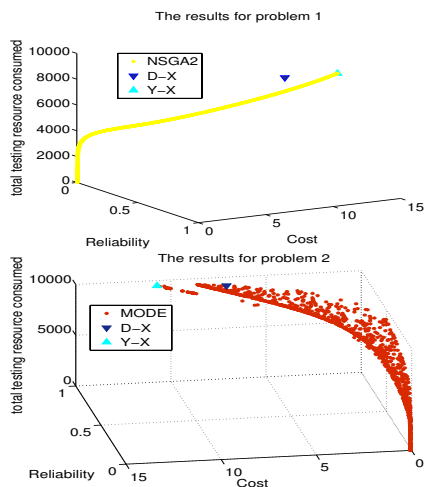 The results for problem 1
total testing resource consumed
10000
8000
6000
4000
2000
0
NSGA2
D-X
Y-X
0
0.5
1
Reliability
0
5
10
15
Cost
The results for problem 2
total testing resource consumed
10000
5000
0
MODE
D-X
Y-X
1
0.5
0
Reliability
15
10
5
0
Cost